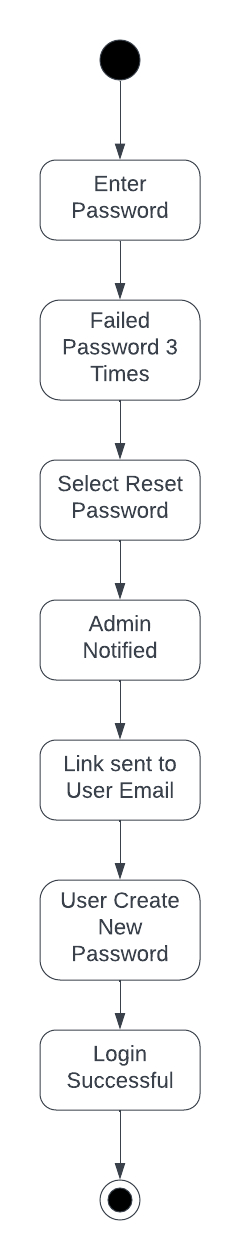 Enter
Password
Failed
Password 3
Times
Select Reset
Password
Admin
Notified
Link sent to
User Email
User Create
New
Password
Login
Successful